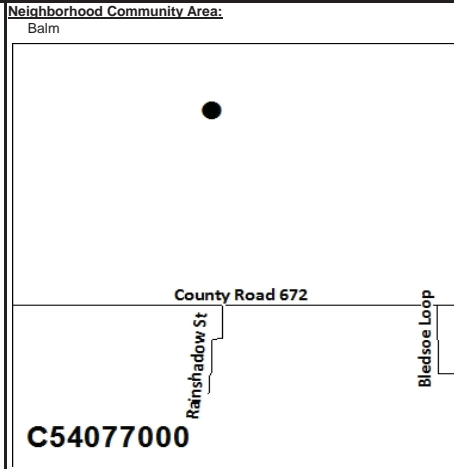 Neighborhood Community Area:
Balm
County Road 672
Rainshadow St
Bledsoe Loop
C54077000